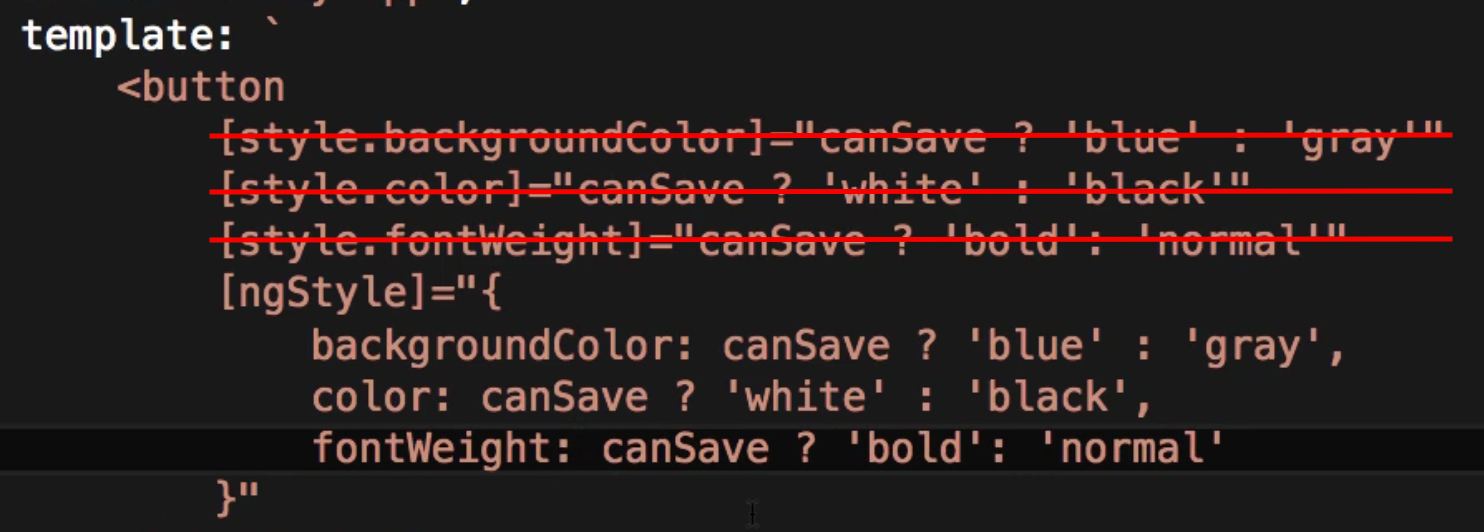 template: `
<button
[style.backgroundColor]="canSave ? 'blue' : 'gray'"
[style.color]="canSave ? 'white' : 'black'"
[style.fontWeight]="canSave ? 'bold': 'normal'"
[ngStyle]="{
backgroundColor: canSave ? 'blue' : 'gray',
color: canSave ? 'white' : 'black',
fontWeight: canSave ? 'bold': 'normal'
}"